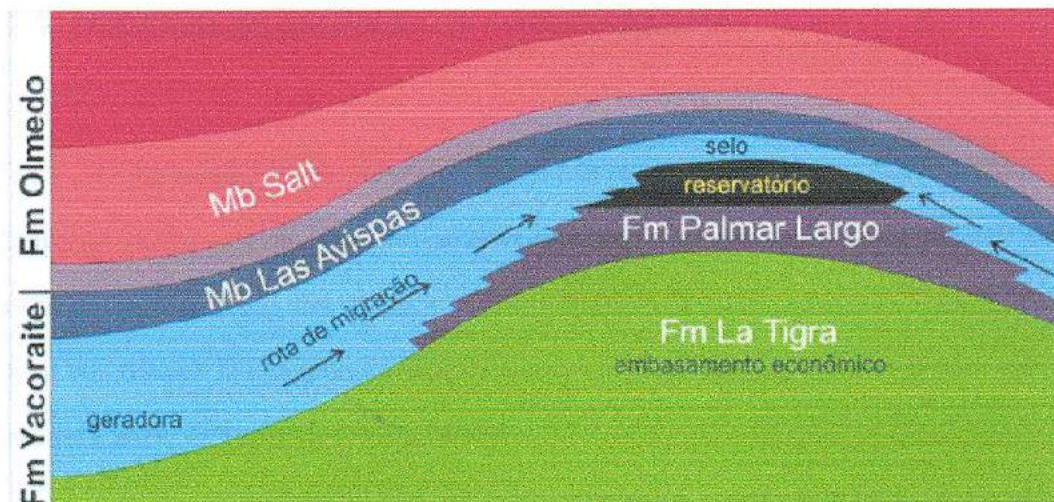 Fm Olmedo
Fm Yacoraite
Mb Salt
Mb Las Avispas
selo
reservatório
Fm Palmar Largo
rota de migração
Fm La Tigra
embasamento econômico
geradora